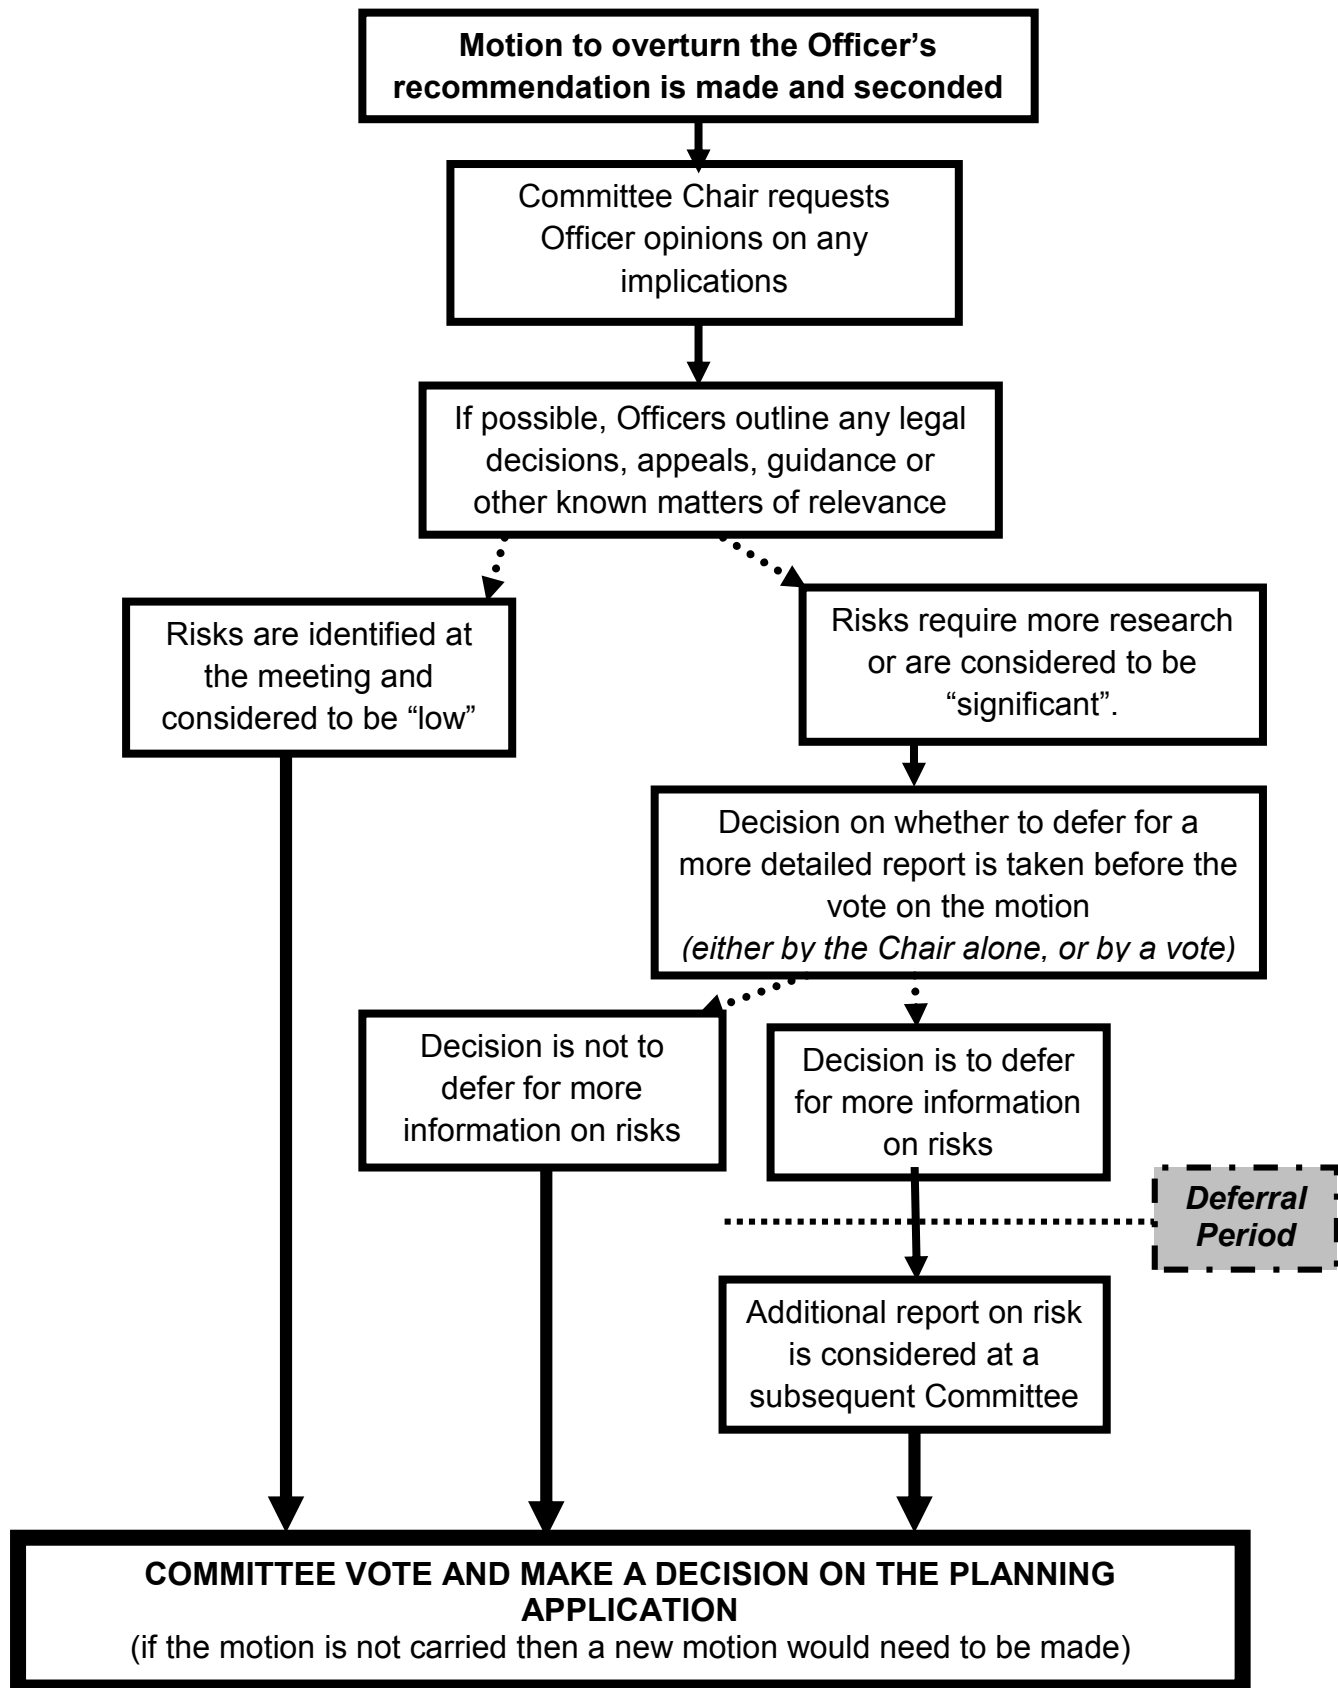 Motion to overturn the Officer’s
recommendation is made and seconded
Committee Chair requests
Officer opinions on any
implications
If possible, Officers outline any legal
decisions, appeals, guidance or
other known matters of relevance
Risks are identified at
the meeting and
considered to be “low”
Risks require more research
or are considered to be
“significant”.
Decision on whether to defer for a
more detailed report is taken before the
vote on the motion
(either by the Chair alone, or by a vote)
Decision is not to
defer for more
information on risks
Decision is to defer
for more information
on risks
Deferral
Period
Additional report on risk
is considered at a
subsequent Committee
COMMITTEE VOTE AND MAKE A DECISION ON THE PLANNING
APPLICATION
(if the motion is not carried then a new motion would need to be made)